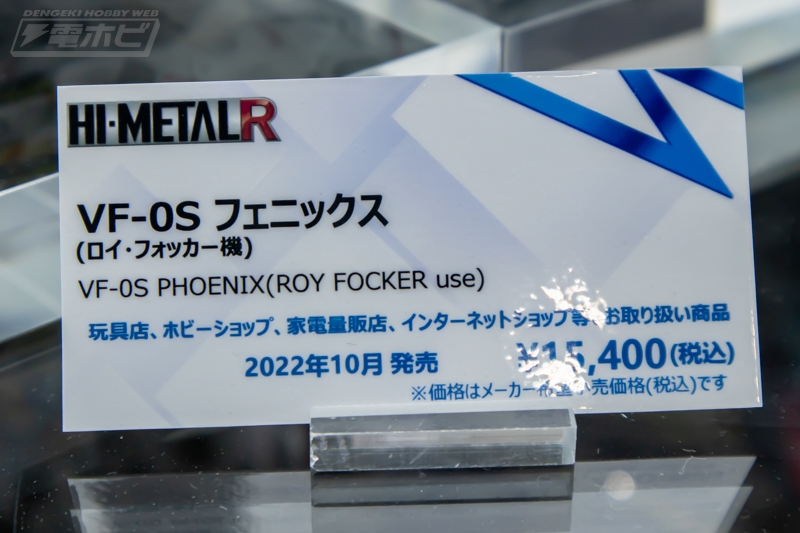 DENGEKI HOBBY WEB
電ホビ
HI-METAL R
VF-0S フェニックス
(ロイ・フォッカー機)
VF-0S PHOENIX(ROY FOCKER use)
玩具店、ホビーショップ、家電量販店、インターネットショップ等、お取り扱い商品
2022年10月 発売
¥15,400(税込)
※価格はメーカー希望小売価格(税込)です